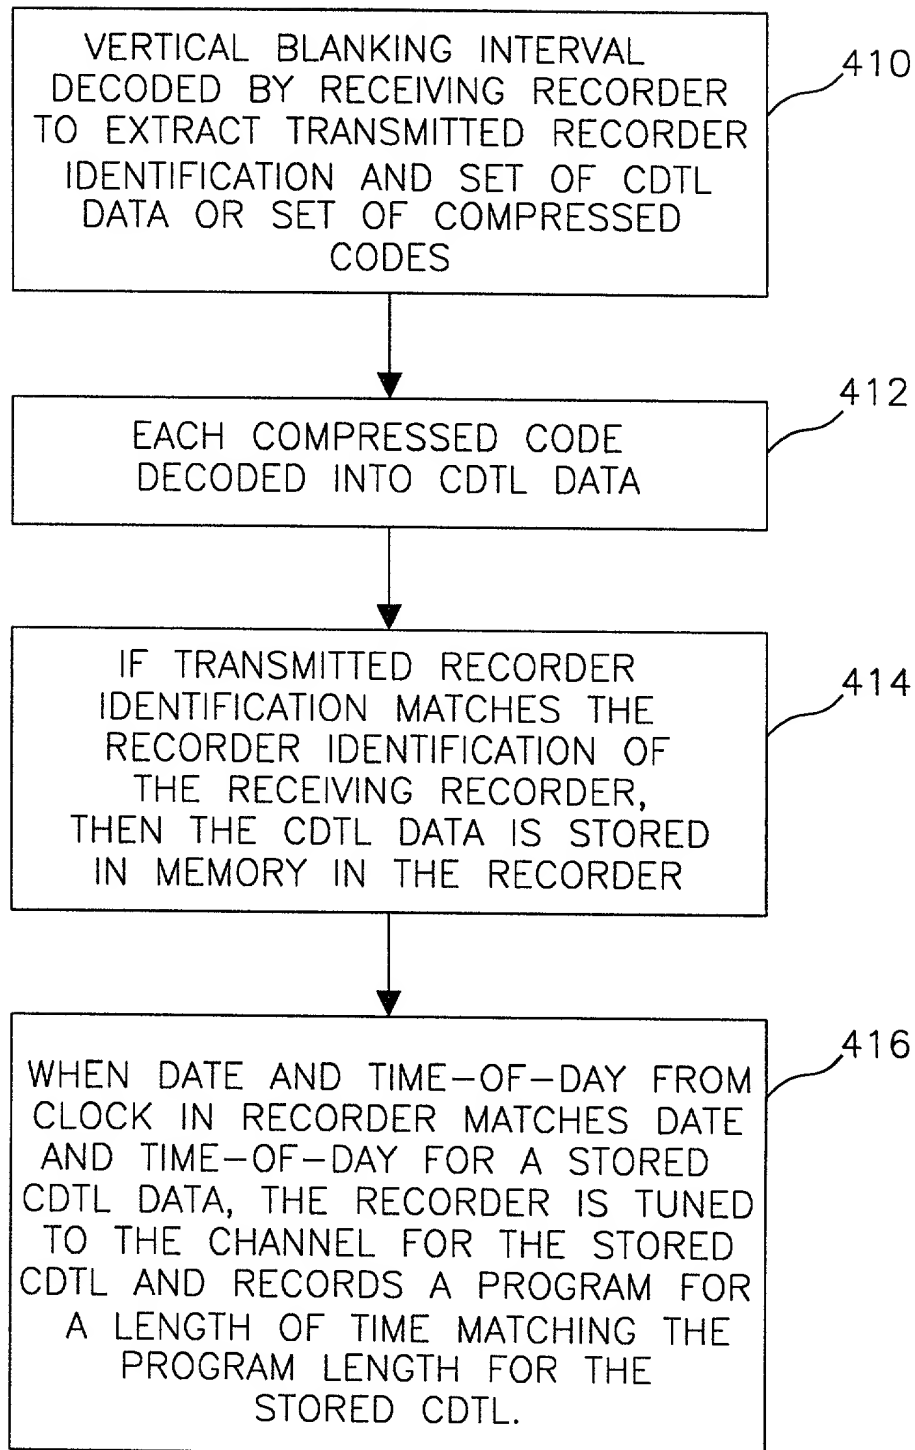 VERTICAL BLANKING INTERVAL
DECODED BY RECEIVING RECORDER
TO EXTRACT TRANSMITTED RECORDER
IDENTIFICATION AND SET OF CDTL
DATA OR SET OF COMPRESSED
CODES
410
EACH COMPRESSED CODE
DECODED INTO CDTL DATA
412
IF TRANSMITTED RECORDER
IDENTIFICATION MATCHES THE
RECORDER IDENTIFICATION OF
THE RECEIVING RECORDER,
THEN THE CDTL DATA IS STORED
IN MEMORY IN THE RECORDER
414
WHEN DATE AND TIME-OF-DAY FROM
CLOCK IN RECORDER MATCHES DATE
AND TIME-OF-DAY FOR A STORED
CDTL DATA, THE RECORDER IS TUNED
TO THE CHANNEL FOR THE STORED
CDTL AND RECORDS A PROGRAM FOR
A LENGTH OF TIME MATCHING THE
PROGRAM LENGTH FOR THE
STORED CDTL.
416